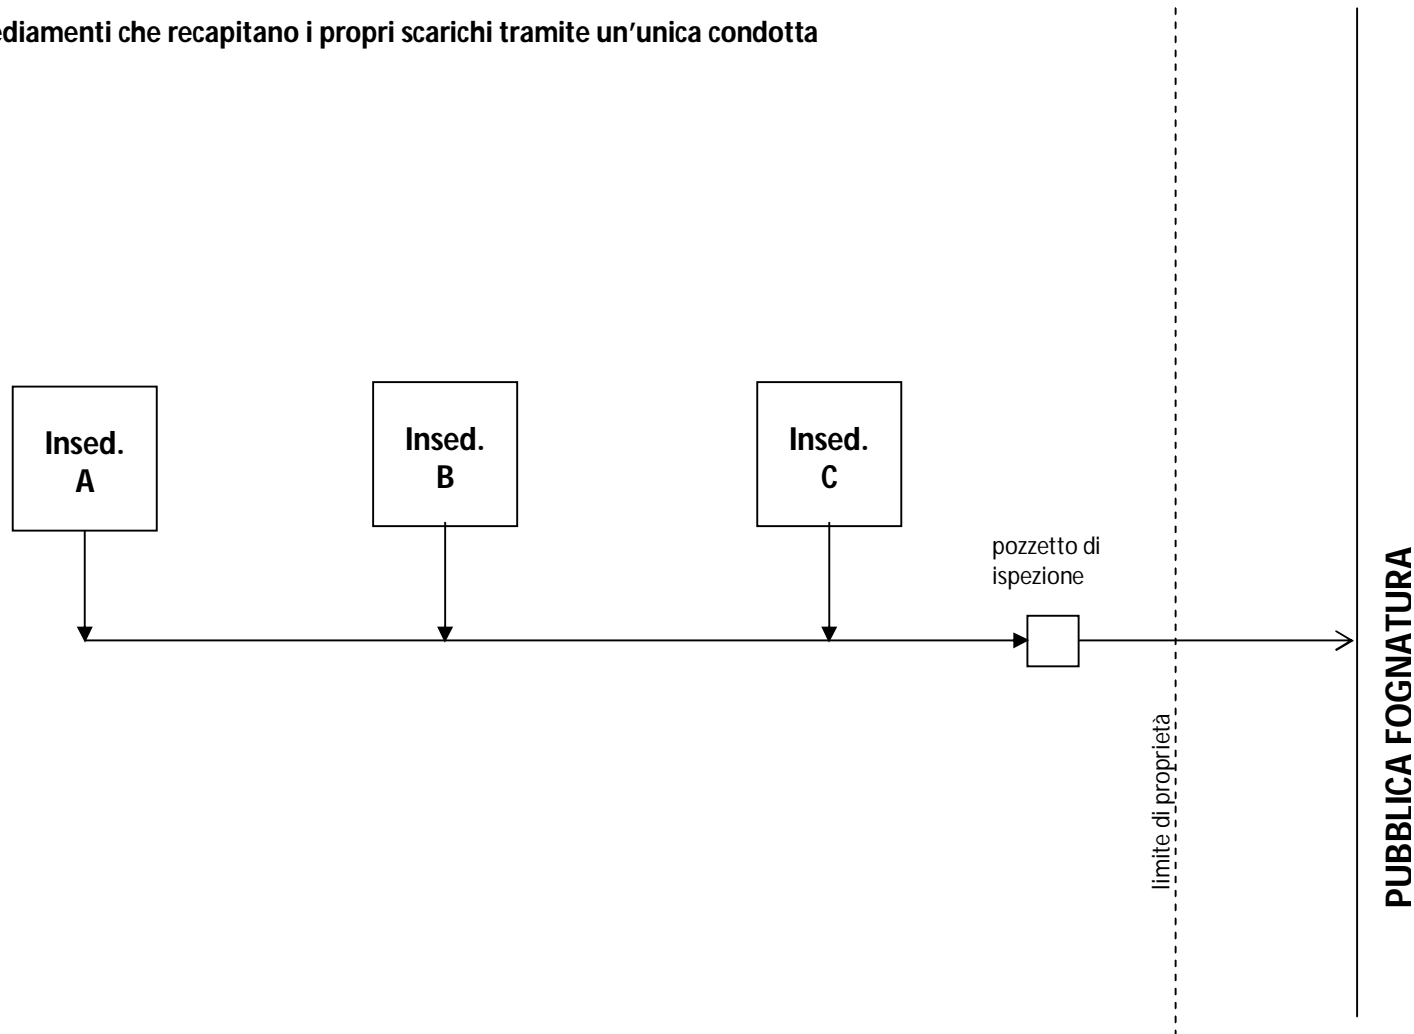 ediamenti che recapitano i propri scarichi tramite un'unica condotta
Insed.
A
Insed.
B
Insed.
C
pozzetto di
ispezione
limite di proprietà
PUBBLICA FOGNATURA